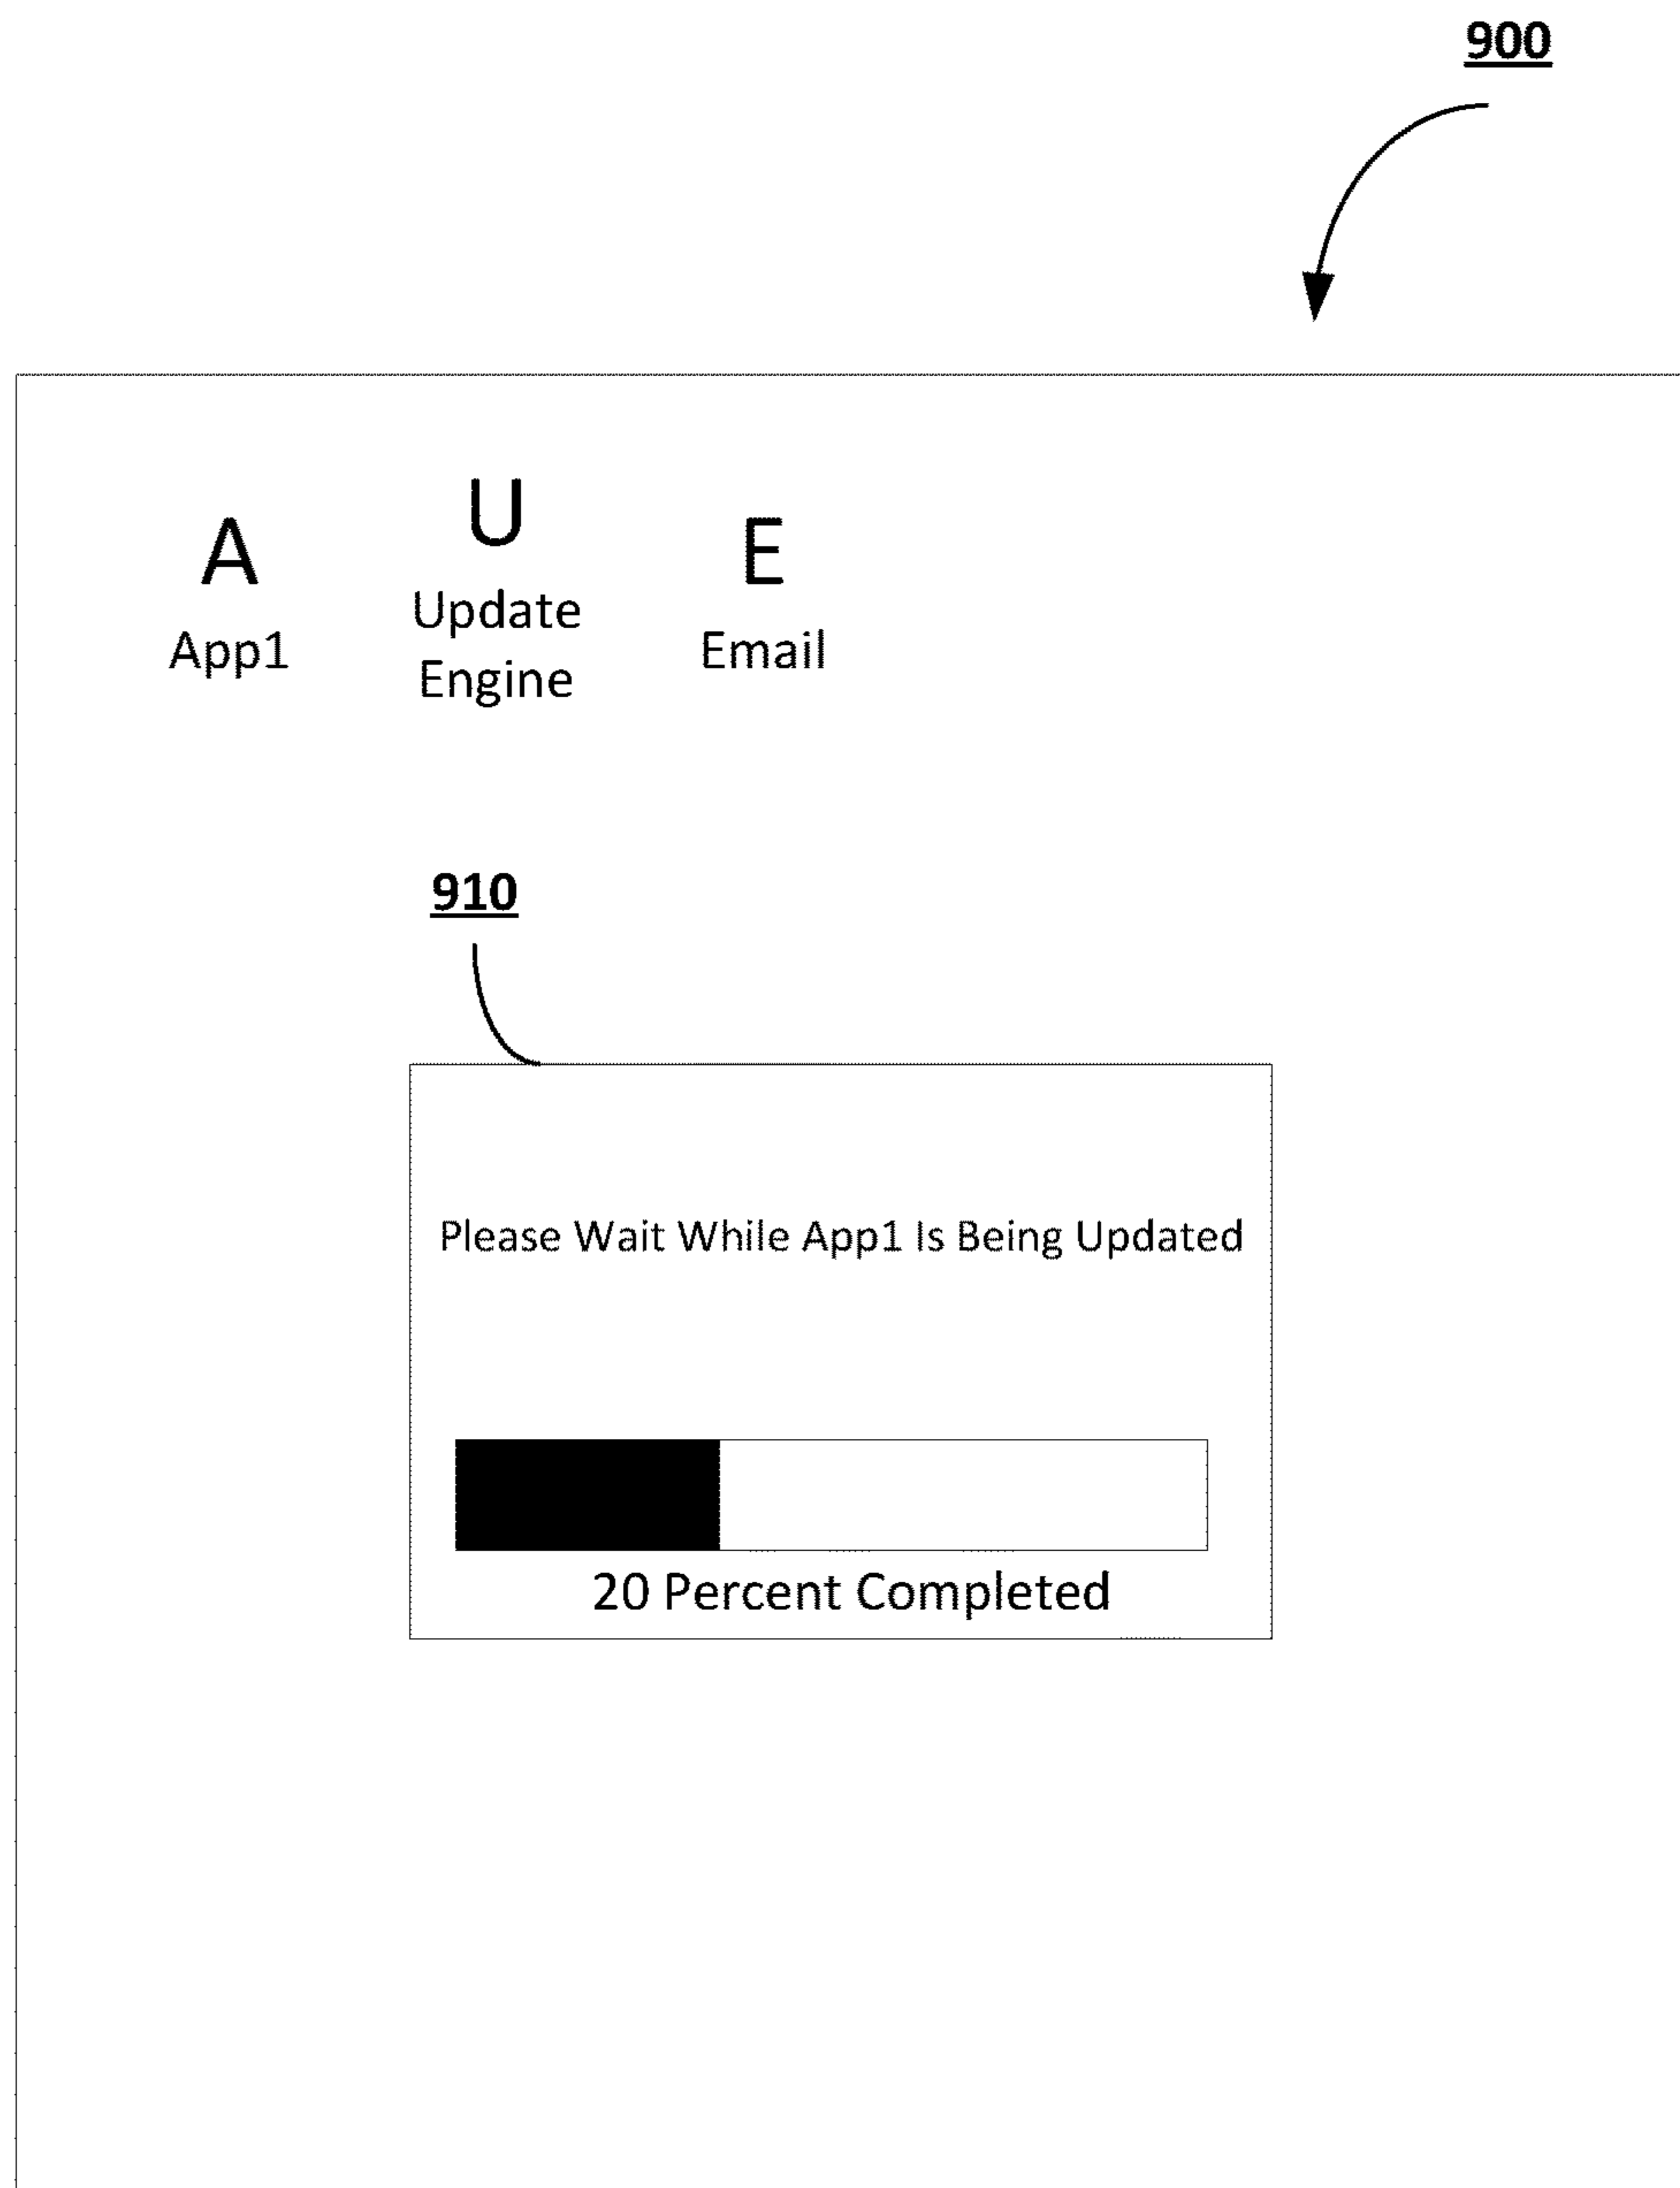 900
A
App1
U
Update
Engine
E
Email
910
Please Wait While App1 Is Being Updated
20 Percent Completed